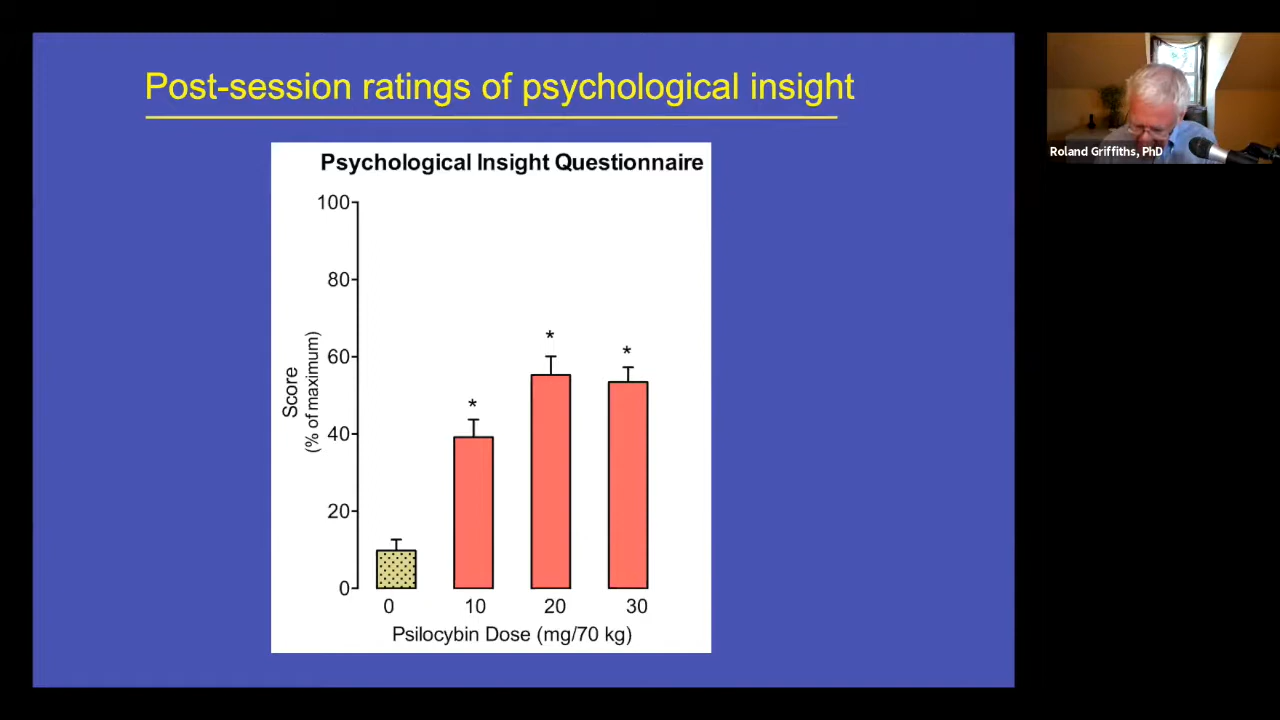 Post-session ratings of psychological insight
Roland Griffiths, PhD
Psychological Insight Questionnaire
100
80
60
40
20
0
Score
(% of maximum)
*
*
*
0 10 20 30
Psilocybin Dose (mg/70 kg)